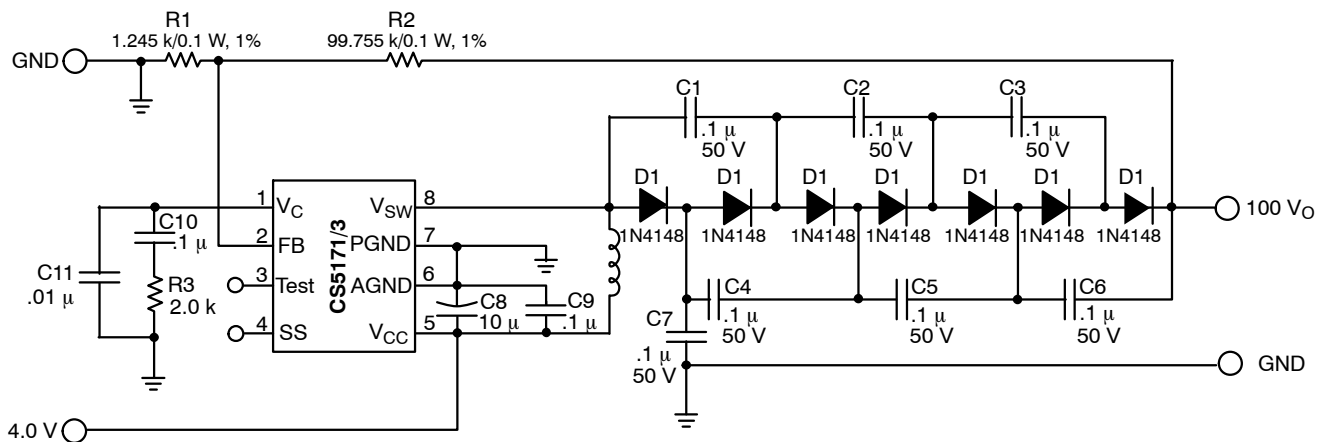 R1
1.245 k/0.1 W, 1%
R2
99.755 k/0.1 W, 1%
GND
C1
.1 μ
50 V
C2
.1 μ
50 V
C3
.1 μ
50 V
D1
1N4148
D1
1N4148
D1
1N4148
D1
1N4148
D1
1N4148
D1
1N4148
D1
1N4148
100 VO
1
VC
2
FB
3
Test
4
SS
CS5171/3
VSW
8
PGND
7
AGND
6
VCC
5
C10
.1 μ
C11
.01 μ
R3
2.0 k
C8
10 μ
C9
.1 μ
C4
.1 μ
50 V
C5
.1 μ
50 V
C6
.1 μ
50 V
C7
.1 μ
50 V
GND
4.0 V